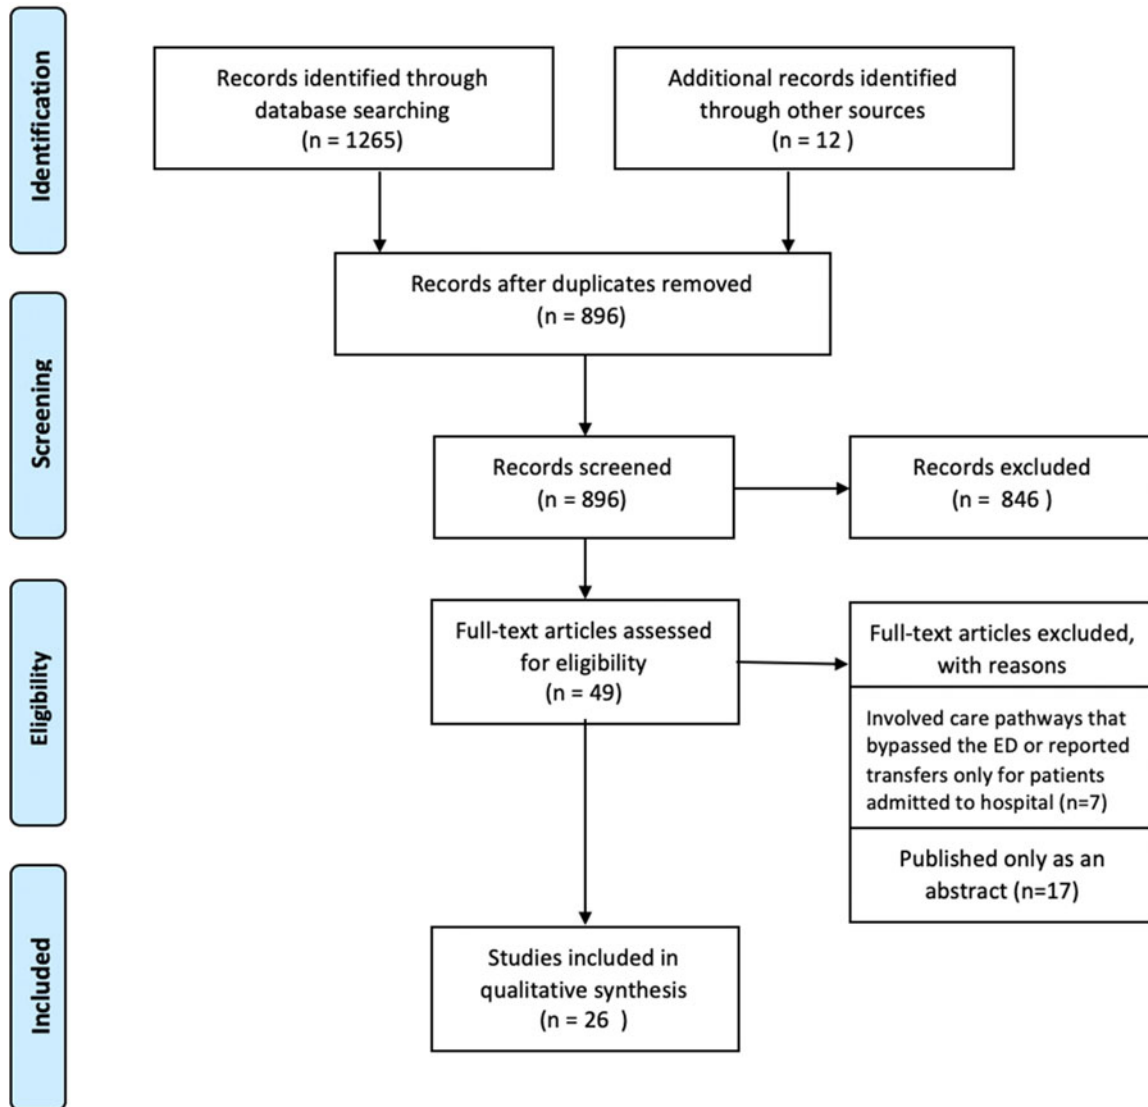 Identification
Records identified through
database searching
(n = 1265)
Additional records identified
through other sources
(n = 12 )
Records after duplicates removed
(n = 896)
Screening
Records screened
(n = 896)
Records excluded
(n = 846 )
Eligibility
Full-text articles assessed
for eligibility
(n = 49)
Full-text articles excluded,
with reasons
Involved care pathways that
bypassed the ED or reported
transfers only for patients
admitted to hospital (n=7)
Published only as an
abstract (n=17)
Included
Studies included in
qualitative synthesis
(n = 26 )